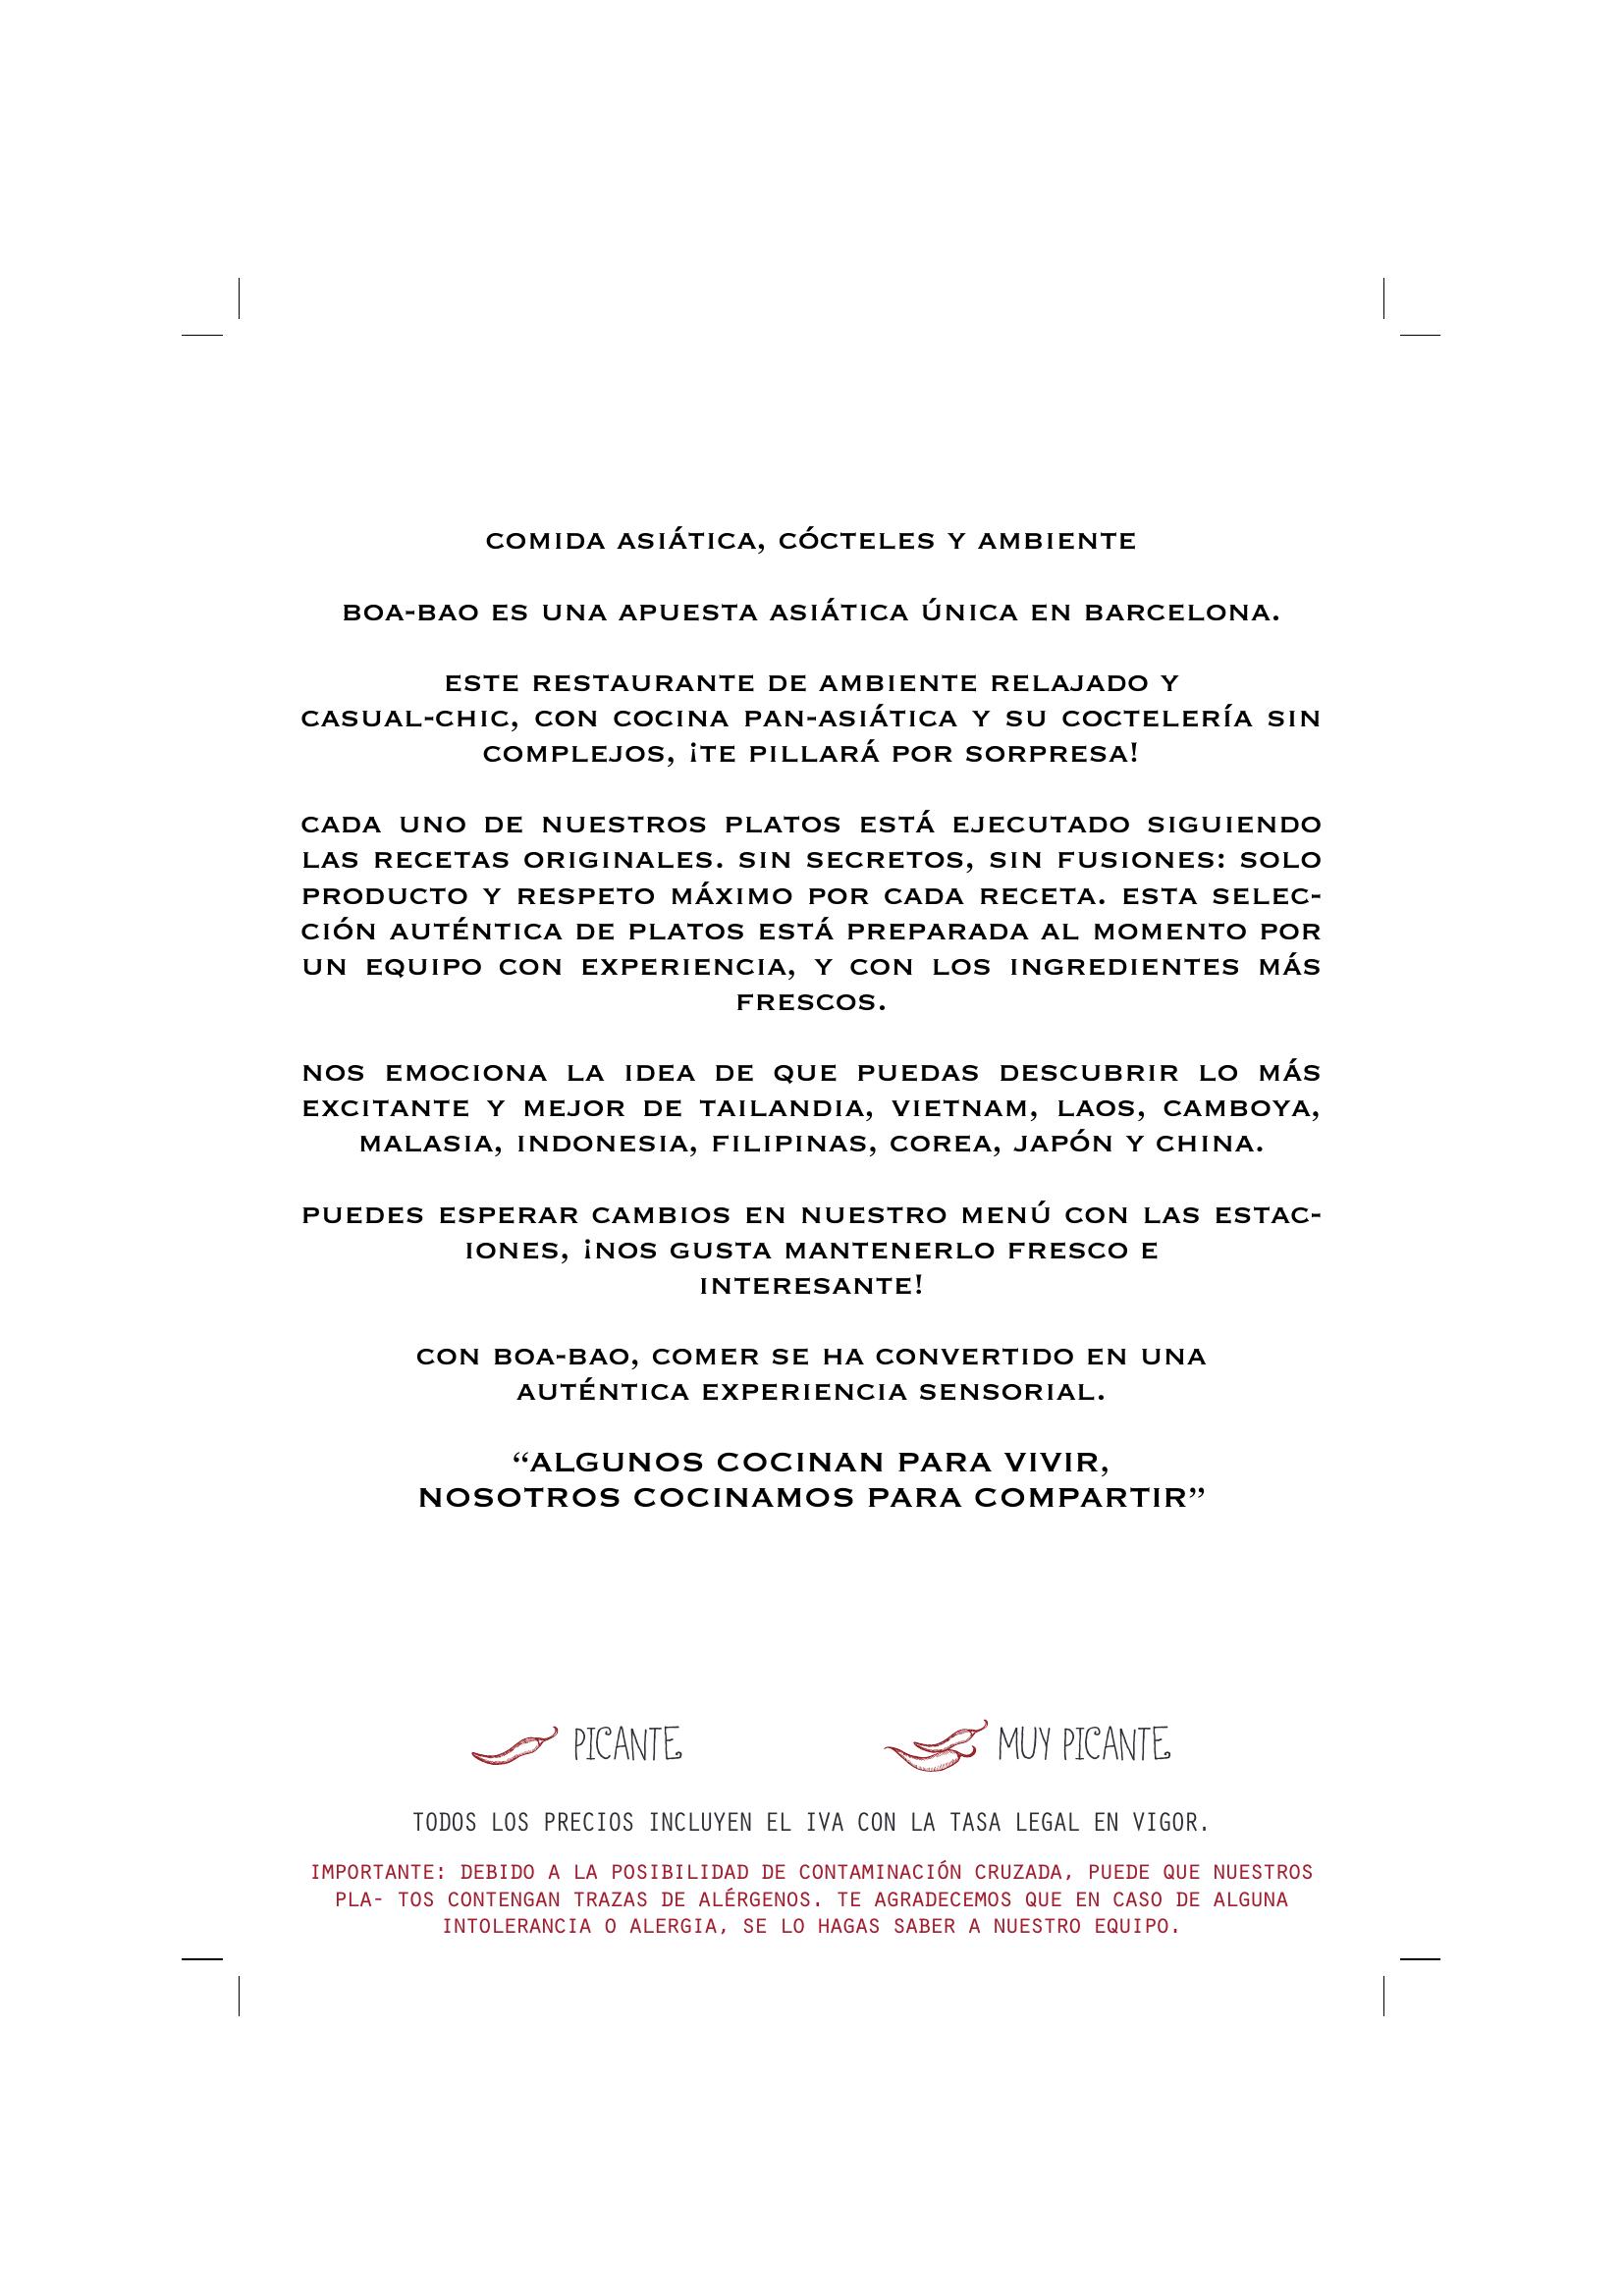 COMIDA ASIÁTICA, CÓCTELES Y AMBIENTE
BOA-BAO ES UNA APUESTA ASIÁTICA ÚNICA EN BARCELONA.
ESTE RESTAURANTE DE AMBIENTE RELAJADO Y
CASUAL-CHIC, CON COCINA PAN-ASIÁTICA Y SU COCTELERÍA SIN
COMPLEJOS, ¡TE PILLARÁ POR SORPRESA!
CADA UNO DE NUESTROS PLATOS ESTÁ EJECUTADO SIGUIENDO
LAS RECETAS ORIGINALES. SIN SECRETOS, SIN FUSIONES: SOLO
PRODUCTO Y RESPETO MÁXIMO POR CADA RECETA. ESTA SELEC-
CIÓN AUTÉNTICA DE PLATOS ESTÁ PREPARADA AL MOMENTO POR
UN EQUIPO CON EXPERIENCIA, Y CON LOS INGREDIENTES MÁS
FRESCOS.
NOS EMOCIONA LA IDEA DE QUE PUEDAS DESCUBRIR LO MÁS
EXCITANTE Y MEJOR DE TAILANDIA, VIETNAM, LAOS, CAMBOYA,
MALASIA, INDONESIA, FILIPINAS, COREA, JAPÓN Y CHINA.
PUEDES ESPERAR CAMBIOS EN NUESTRO MENÚ CON LAS ESTAC-
IONES, ¡NOS GUSTA MANTENERLO FRESCO E
INTERESANTE!
CON BOA-BAO, COMER SE HA CONVERTIDO EN UNA
AUTÉNTICA EXPERIENCIA SENSORIAL.
“ALGUNOS COCINAN PARA VIVIR,
NOSOTROS COCINAMOS PARA COMPARTIR”
PICANTE MUY PICANTE
TODOS LOS PRECIOS INCLUYEN EL IVA CON LA TASA LEGAL EN VIGOR.
IMPORTANTE: DEBIDO A LA POSIBILIDAD DE CONTAMINACIÓN CRUZADA, PUEDE QUE NUESTROS
PLA- TOS CONTENGAN TRAZAS DE ALÉRGENOS. TE AGRADECEMOS QUE EN CASO DE ALGUNA
INTOLERANCIA O ALERGIA, SE LO HAGAS SABER A NUESTRO EQUIPO.